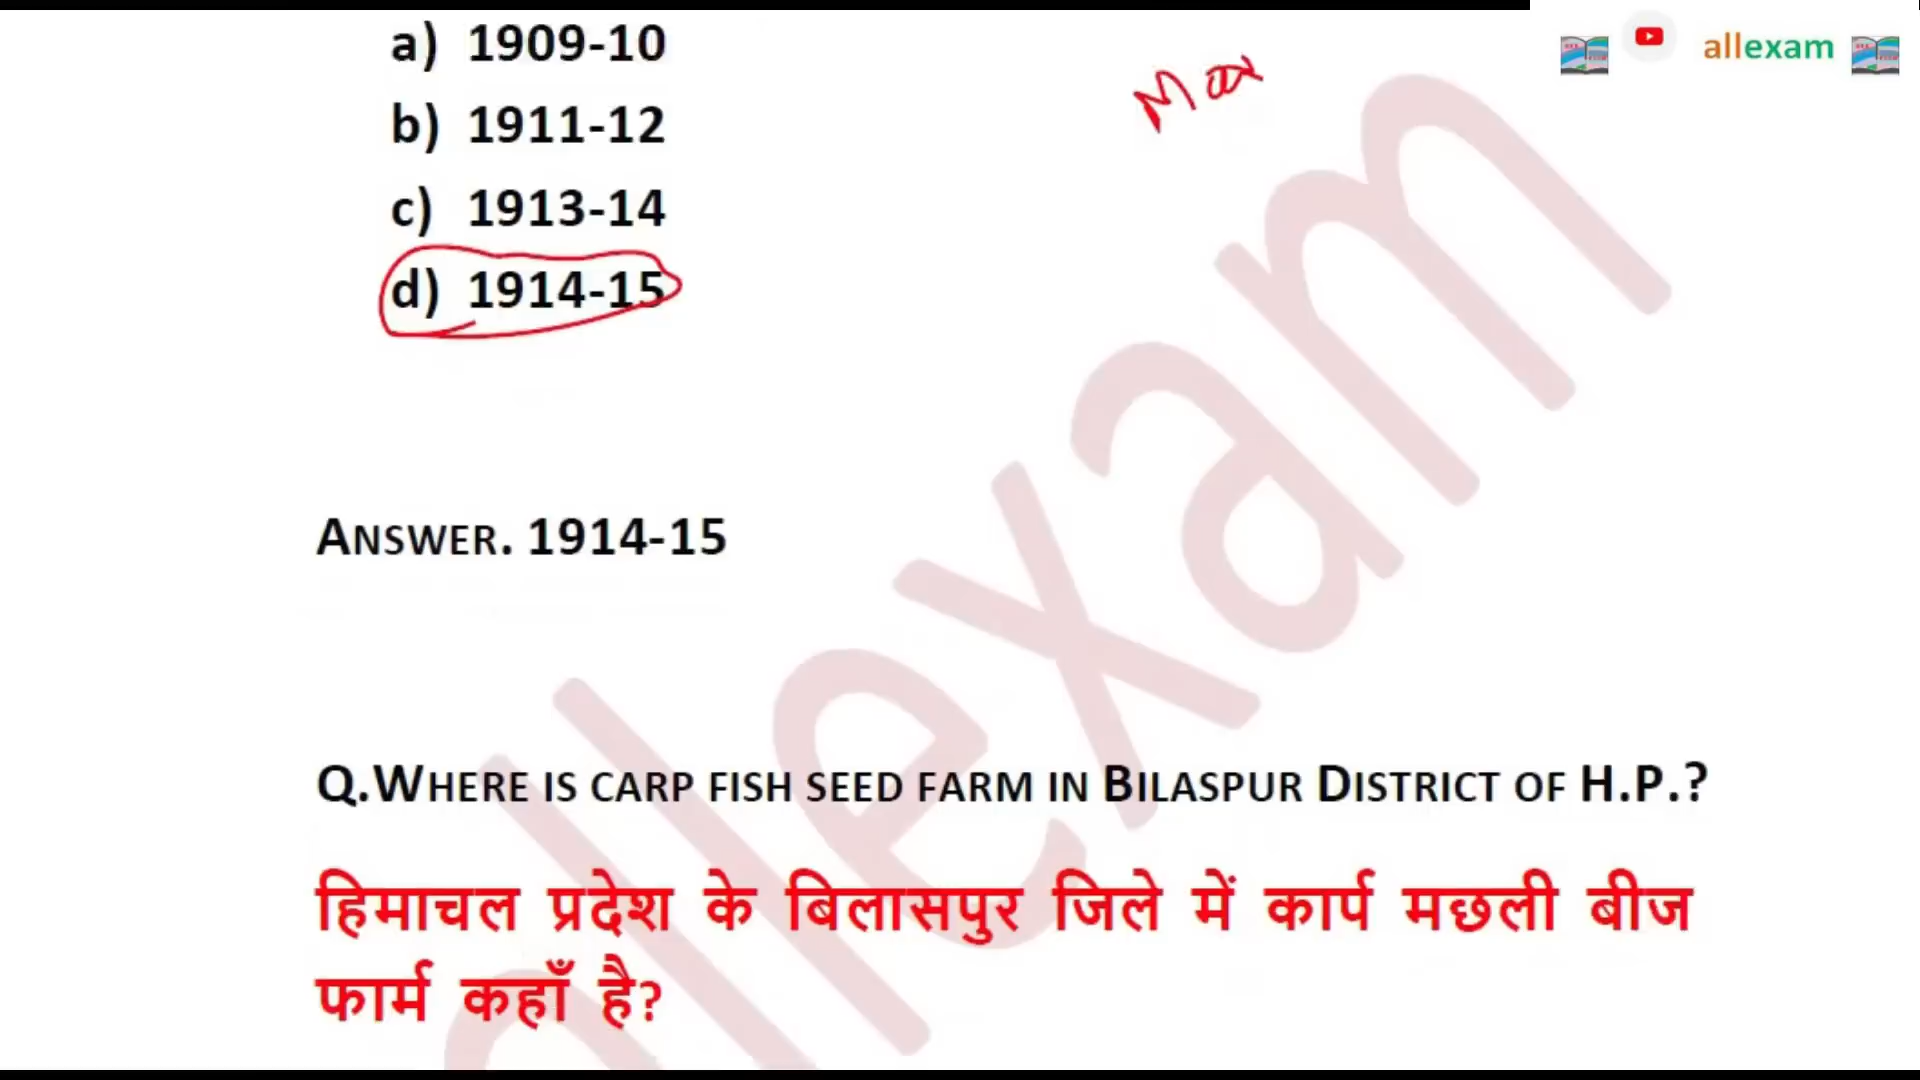 allexam
a) 1909-10
Max
b) 1911-12
c) 1913-14
d) 1914-15
ANSWER. 1914-15
Q.WHERE IS CARP FISH SEED FARM IN BILASPUR DISTRICT OF H.P.?
हिमाचल प्रदेश के बिलासपुर जिले में कार्प मछली बीज
फार्म कहाँ है?
allexam